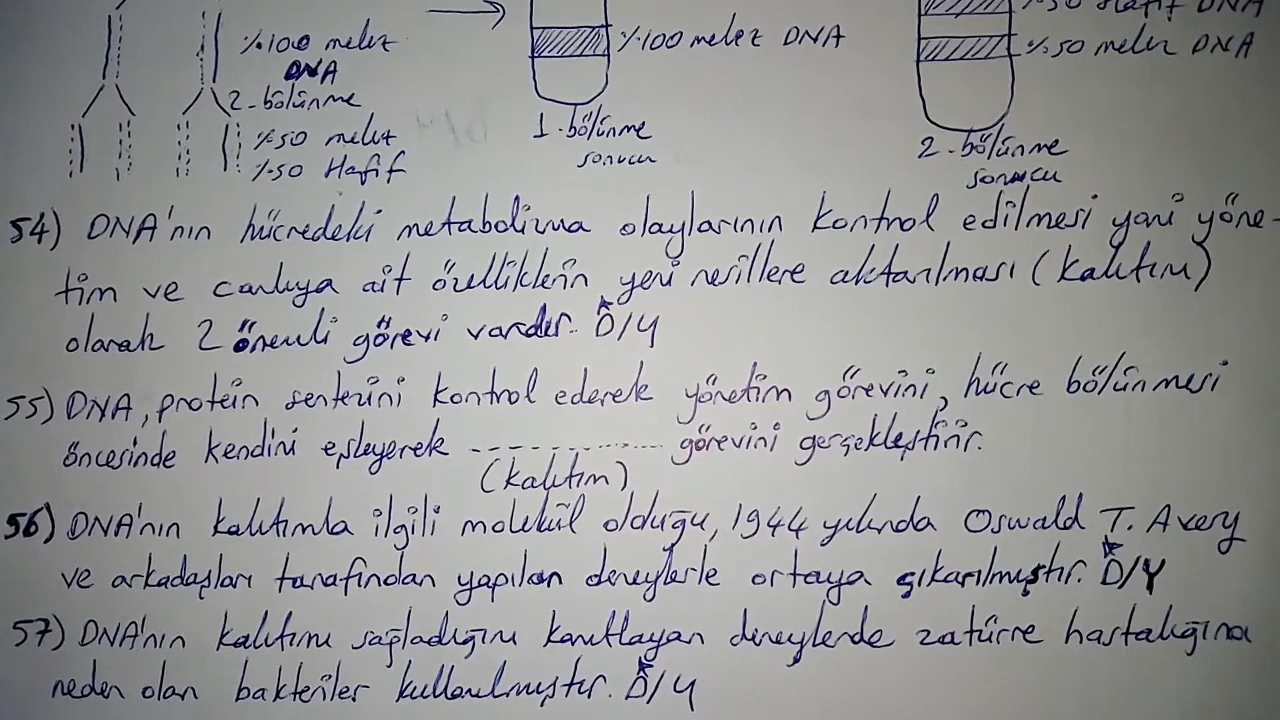 %50 Hafif DNA
%100 melez
DNA
%100 melez DNA
%50 melez DNA
2-bölünme
%50 melez
%50 Hafif
1-bölünme
sonucu
2-bölünme
sonucu
54) DNA'nın hücredeki metabolizma olaylarının kontrol edilmesi yani yöne-
tim ve canlıya ait özelliklerin yeni nesillere aktarılması (kalıtım)
olarak 2 önemli görevi vardır. D/Y
55) DNA, protein sentezini kontrol ederek yönetim görevini, hücre bölünmesi
öncesinde kendini eşleyerek ............... görevini gerçekleştirir.
(kalıtım)
56) DNA'nın kalıtımla ilgili molekül olduğu, 1944 yılında Oswald T. Avery
ve arkadaşları tarafından yapılan deneylerle ortaya çıkarılmıştır. D/Y
57) DNA'nın kalıtımı sağladığını kanıtlayan deneylerde zatürre hastalığına
neden olan bakteriler kullanılmıştır. D/Y